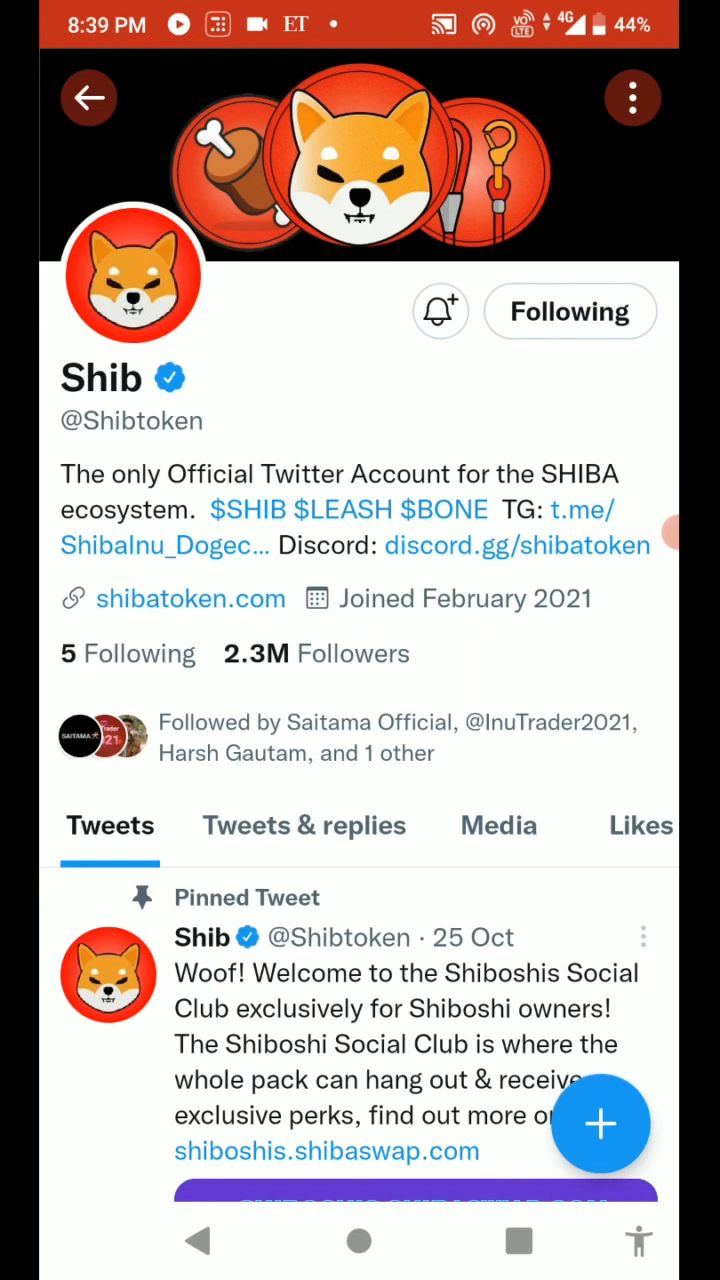 8:39 PM ET VO LTE 4G 44%
Following
Shib
@Shibtoken
The only Official Twitter Account for the SHIBA
ecosystem. $SHIB $LEASH $BONE TG: t.me/
ShibaInu_Dogec... Discord: discord.gg/shibatoken
shibatoken.com Joined February 2021
5 Following 2.3M Followers
SAITAMA
Followed by Saitama Official, @InuTrader2021,
Harsh Gautam, and 1 other
Tweets Tweets & replies Media Likes
Pinned Tweet
Shib @Shibtoken · 25 Oct
Woof! Welcome to the Shiboshis Social
Club exclusively for Shiboshi owners!
The Shiboshi Social Club is where the
whole pack can hang out & receive
exclusive perks, find out more
shiboshis.shibaswap.com